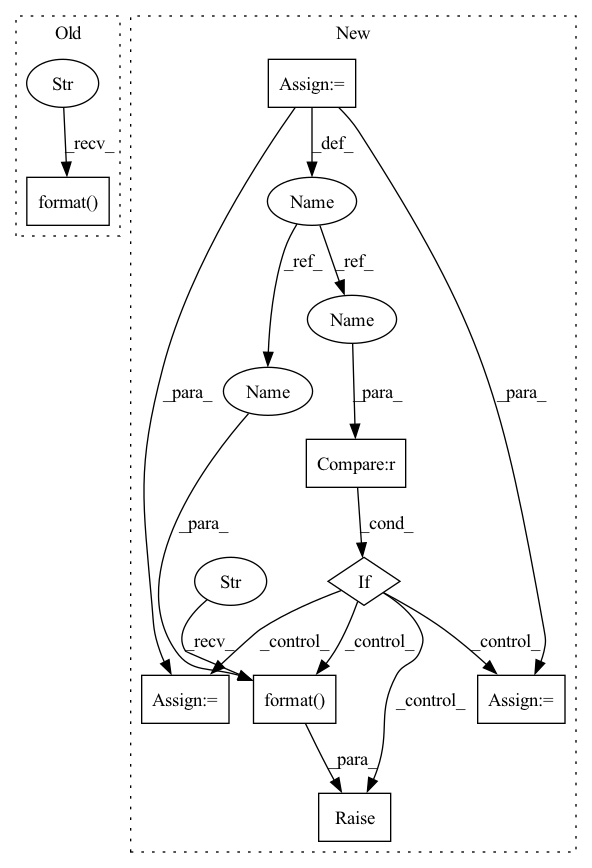 Old
New
Str
Assign:=
_recv_
_def_
format()
Name
_ref_
_ref_
Name
_para_
_para_
Name
_para_
Compare:r
_para_
_cond_
Str
If
_recv_
_control_
_control_
_control_
Assign:=
format()
_control_
Assign:=
_para_
Raise